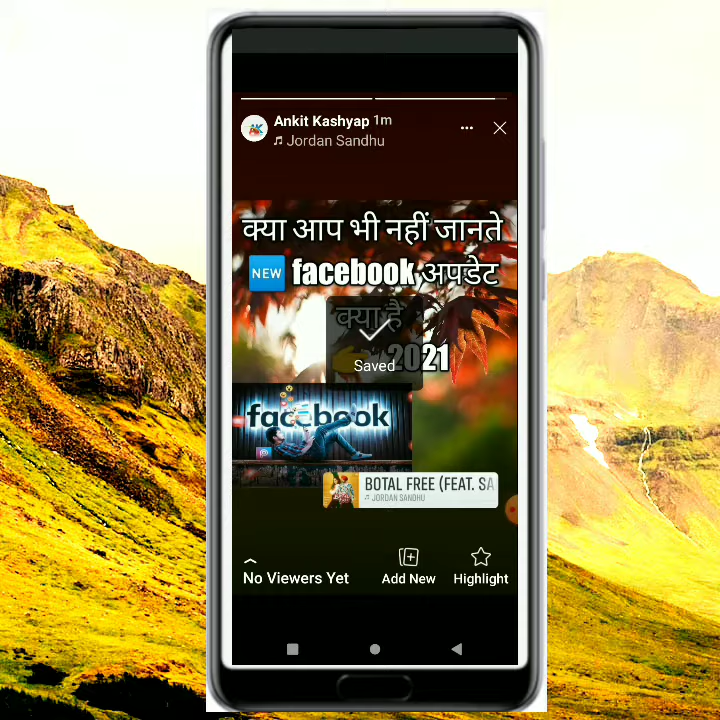 Ankit Kashyap 1m
Jordan Sandhu
क्या आप भी नहीं जानते
NEW facebook अपडेट
क्या है
2021
Saved
facebook
BOTAL FREE (FEAT. SA
JORDAN SANDHU
No Viewers Yet
Add New
Highlight